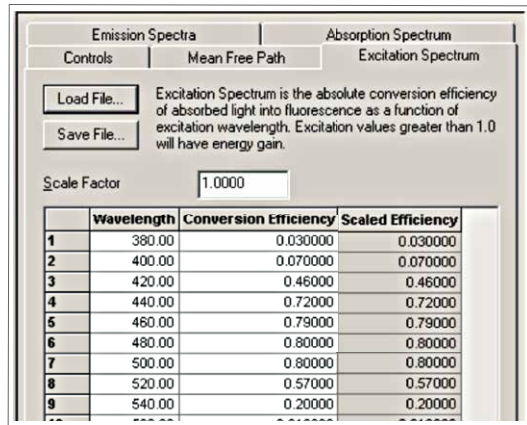 Emission Spectra Absorption Spectrum
Controls Mean Free Path Excitation Spectrum
Load File... Excitation Spectrum is the absolute conversion efficiency
of absorbed light into fluorescence as a function of
Save File... excitation wavelength. Excitation values greater than 1.0
will have energy gain.
Scale Factor 1.0000
Wavelength Conversion Efficiency Scaled Efficiency
1 380.00 0.030000 0.030000
2 400.00 0.070000 0.070000
3 420.00 0.46000 0.46000
4 440.00 0.72000 0.72000
5 460.00 0.79000 0.79000
6 480.00 0.80000 0.80000
7 500.00 0.80000 0.80000
8 520.00 0.57000 0.57000
9 540.00 0.20000 0.20000